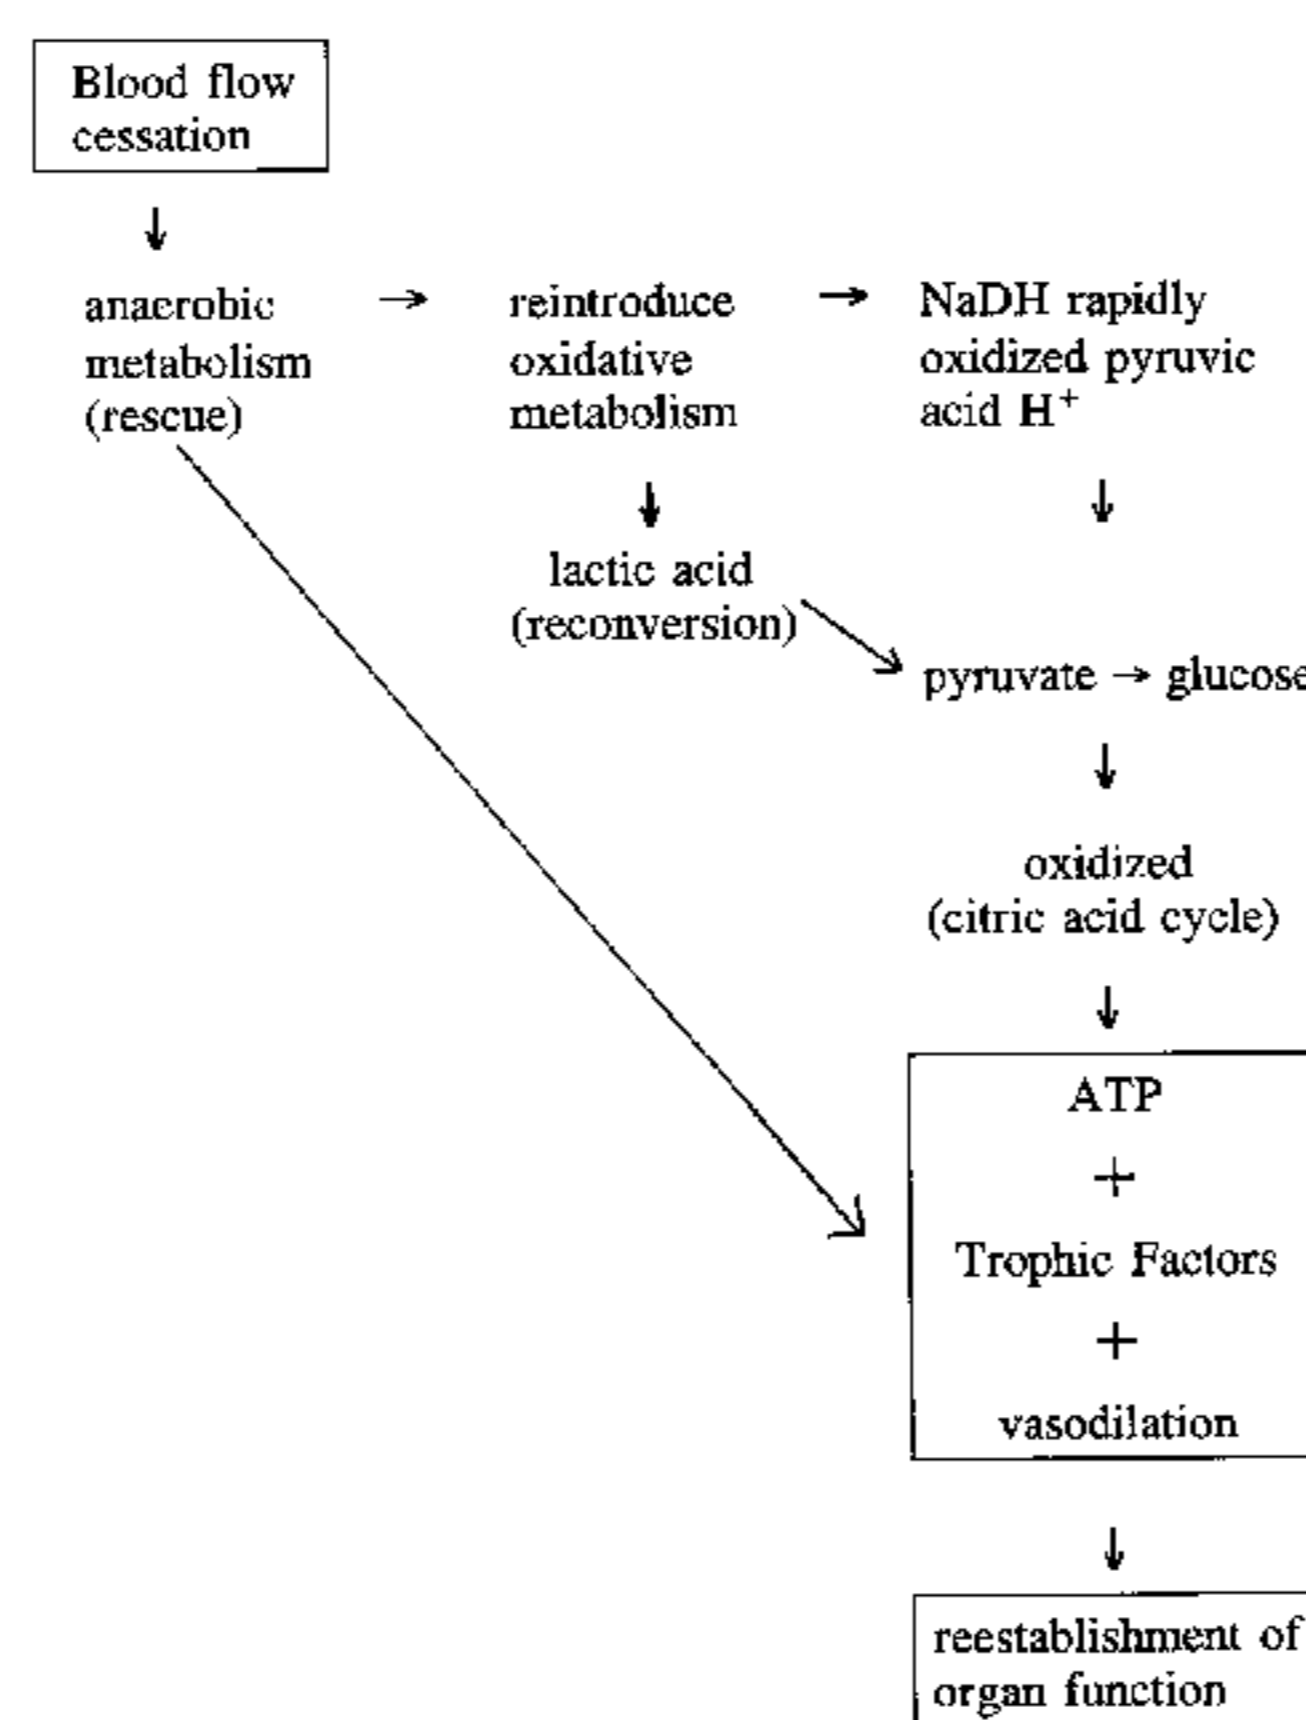 Blood flow
cessation
↓
anaerobic
metabolism
(rescue)
→
reintroduce
oxidative
metabolism
→
NaDH rapidly
oxidized pyruvic
acid H⁺
↓
lactic acid
(reconversion)
↓
pyruvate → glucose
↓
oxidized
(citric acid cycle)
↓
ATP
+
Trophic Factors
+
vasodilation
↓
reestablishment of
organ function